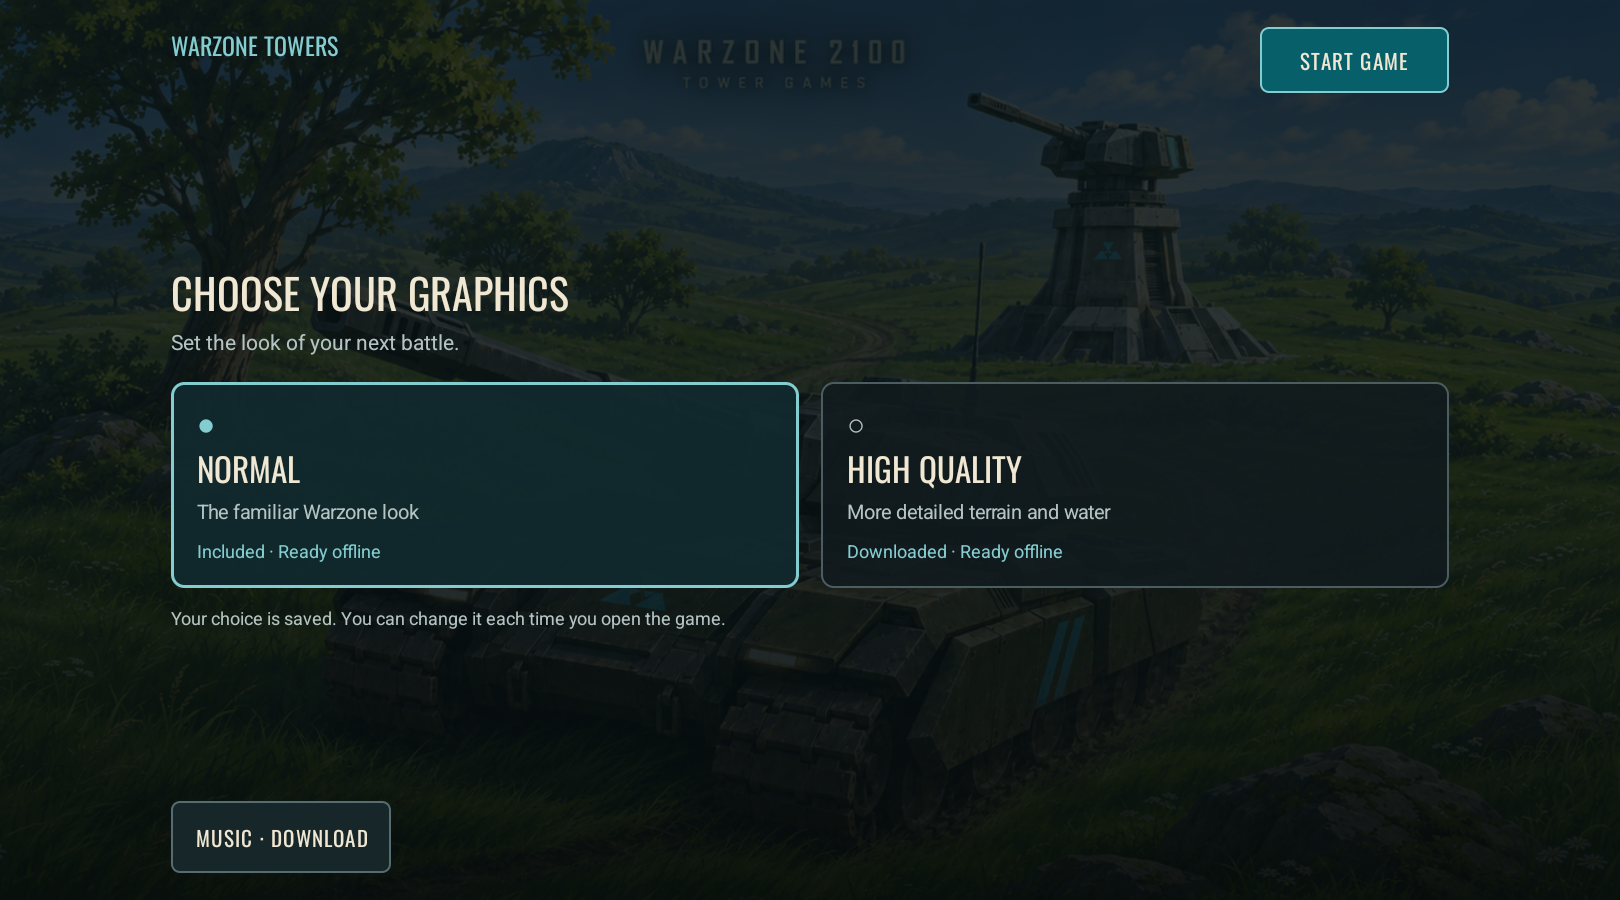 WARZONE TOWERS
WARZONE 2100
TOWER GAMES
START GAME
CHOOSE YOUR GRAPHICS
Set the look of your next battle.
NORMAL
The familiar Warzone look
Included · Ready offline
HIGH QUALITY
More detailed terrain and water
Downloaded · Ready offline
Your choice is saved. You can change it each time you open the game.
MUSIC · DOWNLOAD